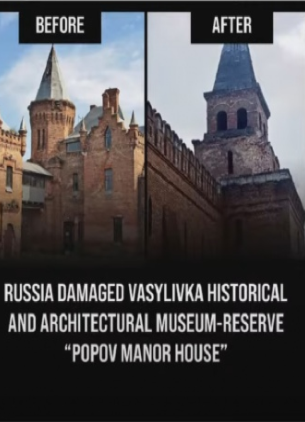 BEFORE
AFTER
RUSSIA DAMAGED VASYLIVKA HISTORICAL
AND ARCHITECTURAL MUSEUM-RESERVE
“POPOV MANOR HOUSE”